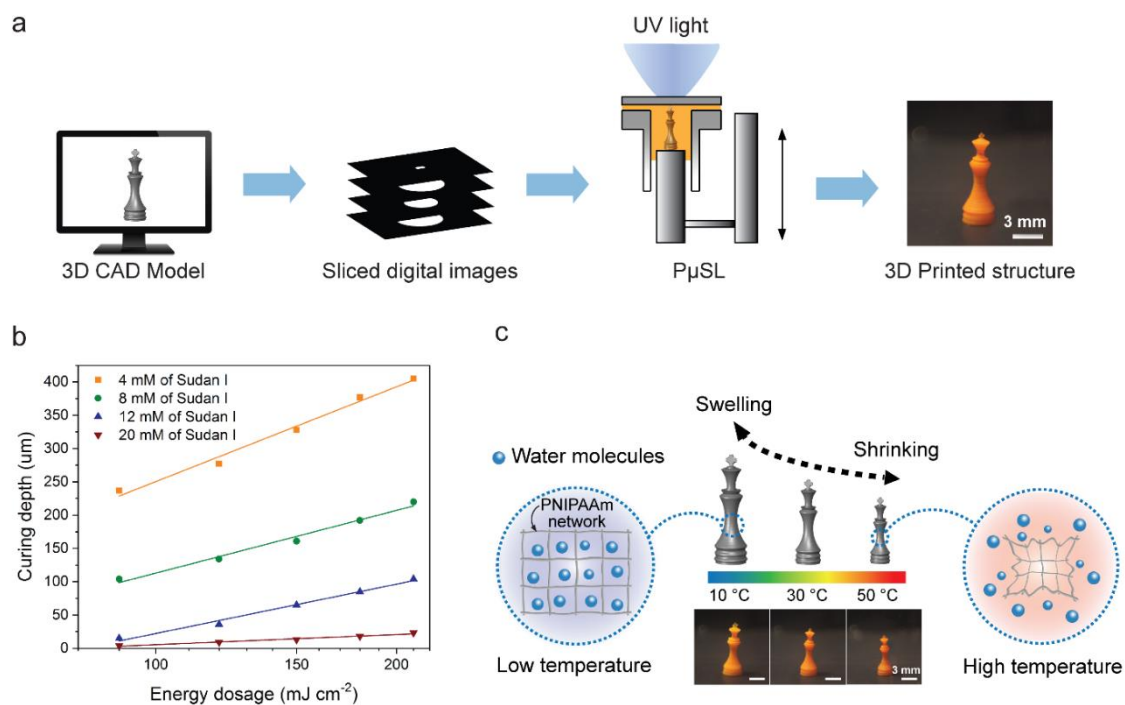 a
UV light
3 mm
3D CAD Model
Sliced digital images
PµSL
3D Printed structure
b
4 mM of Sudan I
8 mM of Sudan I
12 mM of Sudan I
20 mM of Sudan I
400
350
300
250
200
150
100
50
0
Curing depth (um)
100
150
200
Energy dosage (mJ cm⁻²)
c
Swelling
Shrinking
Water molecules
PNIPAAm
network
10 °C
30 °C
50 °C
3 mm
Low temperature
High temperature